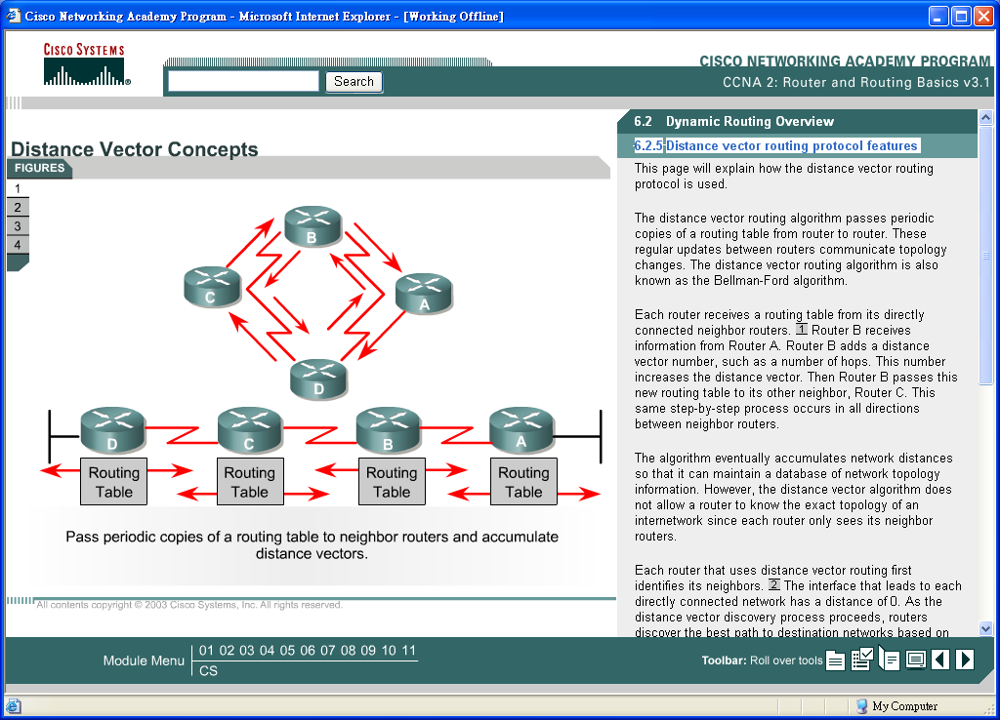 Cisco Networking Academy Program - Microsoft Internet Explorer - [Working Offline]
CISCO SYSTEMS
®
Search
CISCO NETWORKING ACADEMY PROGRAM
CCNA 2: Router and Routing Basics v3.1
Distance Vector Concepts
FIGURES
1
2
3
4
B
C
A
D
D
C
B
A
Routing Table
Routing Table
Routing Table
Routing Table
Pass periodic copies of a routing table to neighbor routers and accumulate
distance vectors.
All contents copyright © 2003 Cisco Systems, Inc. All rights reserved.
6.2 Dynamic Routing Overview
6.2.5 Distance vector routing protocol features
This page will explain how the distance vector routing
protocol is used.
The distance vector routing algorithm passes periodic
copies of a routing table from router to router. These
regular updates between routers communicate topology
changes. The distance vector routing algorithm is also
known as the Bellman-Ford algorithm.
Each router receives a routing table from its directly
connected neighbor routers. 1 Router B receives
information from Router A. Router B adds a distance
vector number, such as a number of hops. This number
increases the distance vector. Then Router B passes this
new routing table to its other neighbor, Router C. This
same step-by-step process occurs in all directions
between neighbor routers.
The algorithm eventually accumulates network distances
so that it can maintain a database of network topology
information. However, the distance vector algorithm does
not allow a router to know the exact topology of an
internetwork since each router only sees its neighbor
routers.
Each router that uses distance vector routing first
identifies its neighbors. 2 The interface that leads to each
directly connected network has a distance of 0. As the
distance vector discovery process proceeds, routers
discover the best path to destination networks based on
Module Menu
01 02 03 04 05 06 07 08 09 10 11
CS
Toolbar: Roll over tools
My Computer